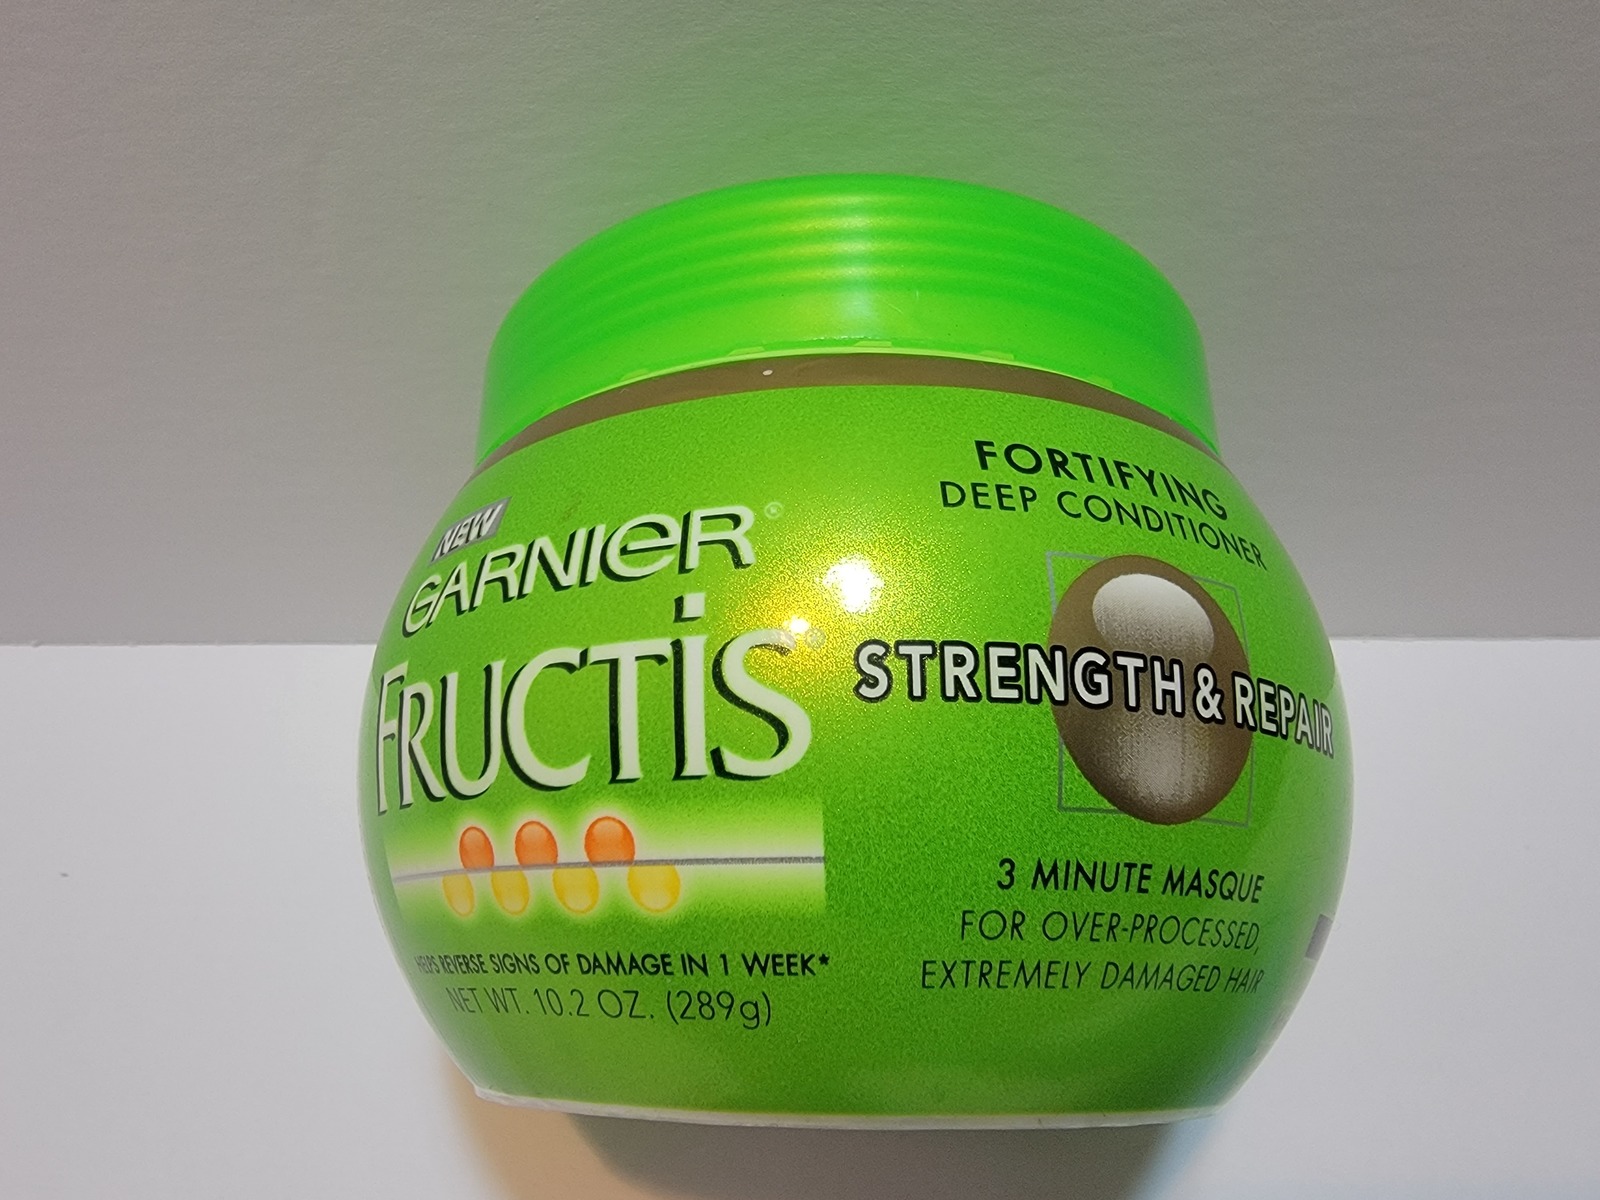 NEW
GARNIER®
FRUCTIS®
HELPS REVERSE SIGNS OF DAMAGE IN 1 WEEK*
NET WT. 10.2 OZ. (289g)
FORTIFYING
DEEP CONDITIONER
STRENGTH & REPAIR
3 MINUTE MASQUE
FOR OVER-PROCESSED,
EXTREMELY DAMAGED HAIR